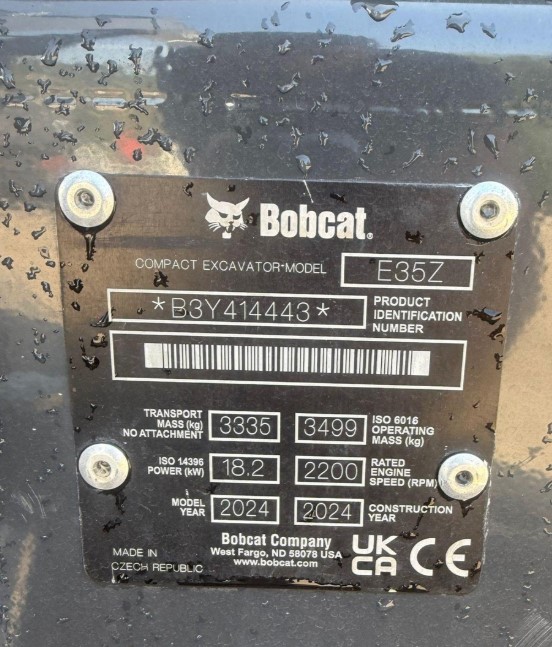 Bobcat®
COMPACT EXCAVATOR-MODEL E35Z
*B3Y414443* PRODUCT IDENTIFICATION NUMBER
TRANSPORT MASS (kg) NO ATTACHMENT 3335 3499 ISO 6016 OPERATING MASS (kg)
ISO 14396 POWER (kW) 18.2 2200 RATED ENGINE SPEED (RPM)
MODEL YEAR 2024 2024 CONSTRUCTION YEAR
MADE IN CZECH REPUBLIC
Bobcat Company
West Fargo, ND 58078 USA
www.bobcat.com
UK
CA CE